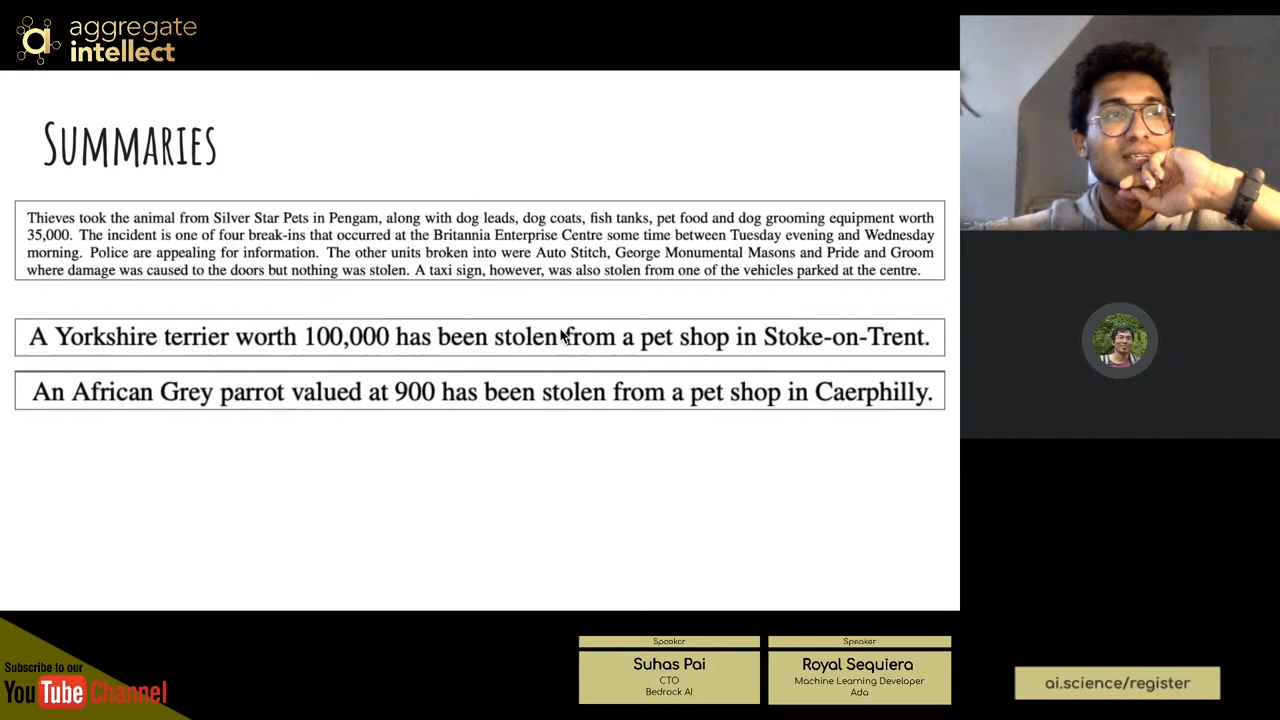 aggregate
intellect
Summaries
Thieves took the animal from Silver Star Pets in Pengam, along with dog leads, dog coats, fish tanks, pet food and dog grooming equipment worth
35,000. The incident is one of four break-ins that occurred at the Britannia Enterprise Centre some time between Tuesday evening and Wednesday
morning. Police are appealing for information. The other units broken into were Auto Stitch, George Monumental Masons and Pride and Groom
where damage was caused to the doors but nothing was stolen. A taxi sign, however, was also stolen from one of the vehicles parked at the centre.
A Yorkshire terrier worth 100,000 has been stolen from a pet shop in Stoke-on-Trent.
An African Grey parrot valued at 900 has been stolen from a pet shop in Caerphilly.
Subscribe to our
YouTube Channel
Speaker
Suhas Pai
CTO
Bedrock AI
Speaker
Royal Sequiera
Machine Learning Developer
Ada
ai.science/register